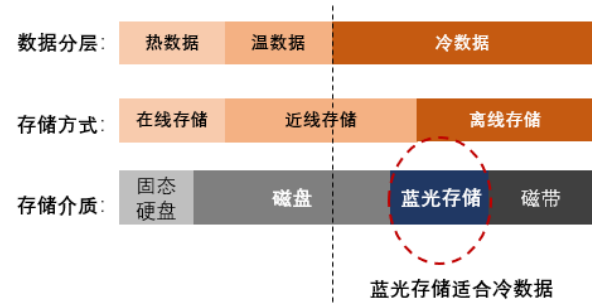 数据分层: 热数据 温数据 冷数据
存储方式: 在线存储 近线存储 离线存储
存储介质: 固态硬盘 磁盘 蓝光存储 磁带
蓝光存储适合冷数据